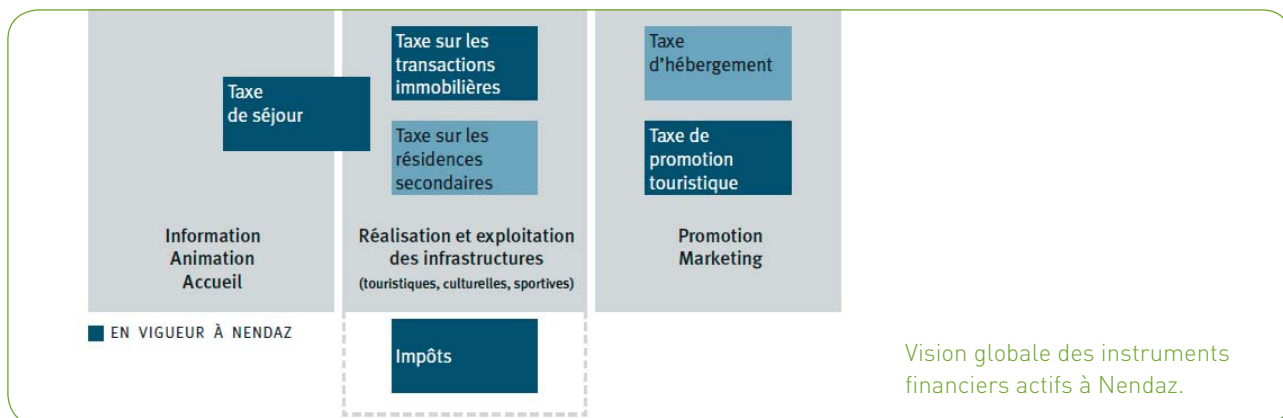 Taxe
de séjour
Information
Animation
Accueil
Taxe sur les
transactions
immobilières
Taxe sur les
résidences
secondaires
Réalisation et exploitation
des infrastructures
(touristiques, culturelles, sportives)
Taxe
d’hébergement
Taxe de
promotion
touristique
Promotion
Marketing
EN VIGUEUR À NENDAZ
Impôts
Vision globale des instruments
financiers actifs à Nendaz.